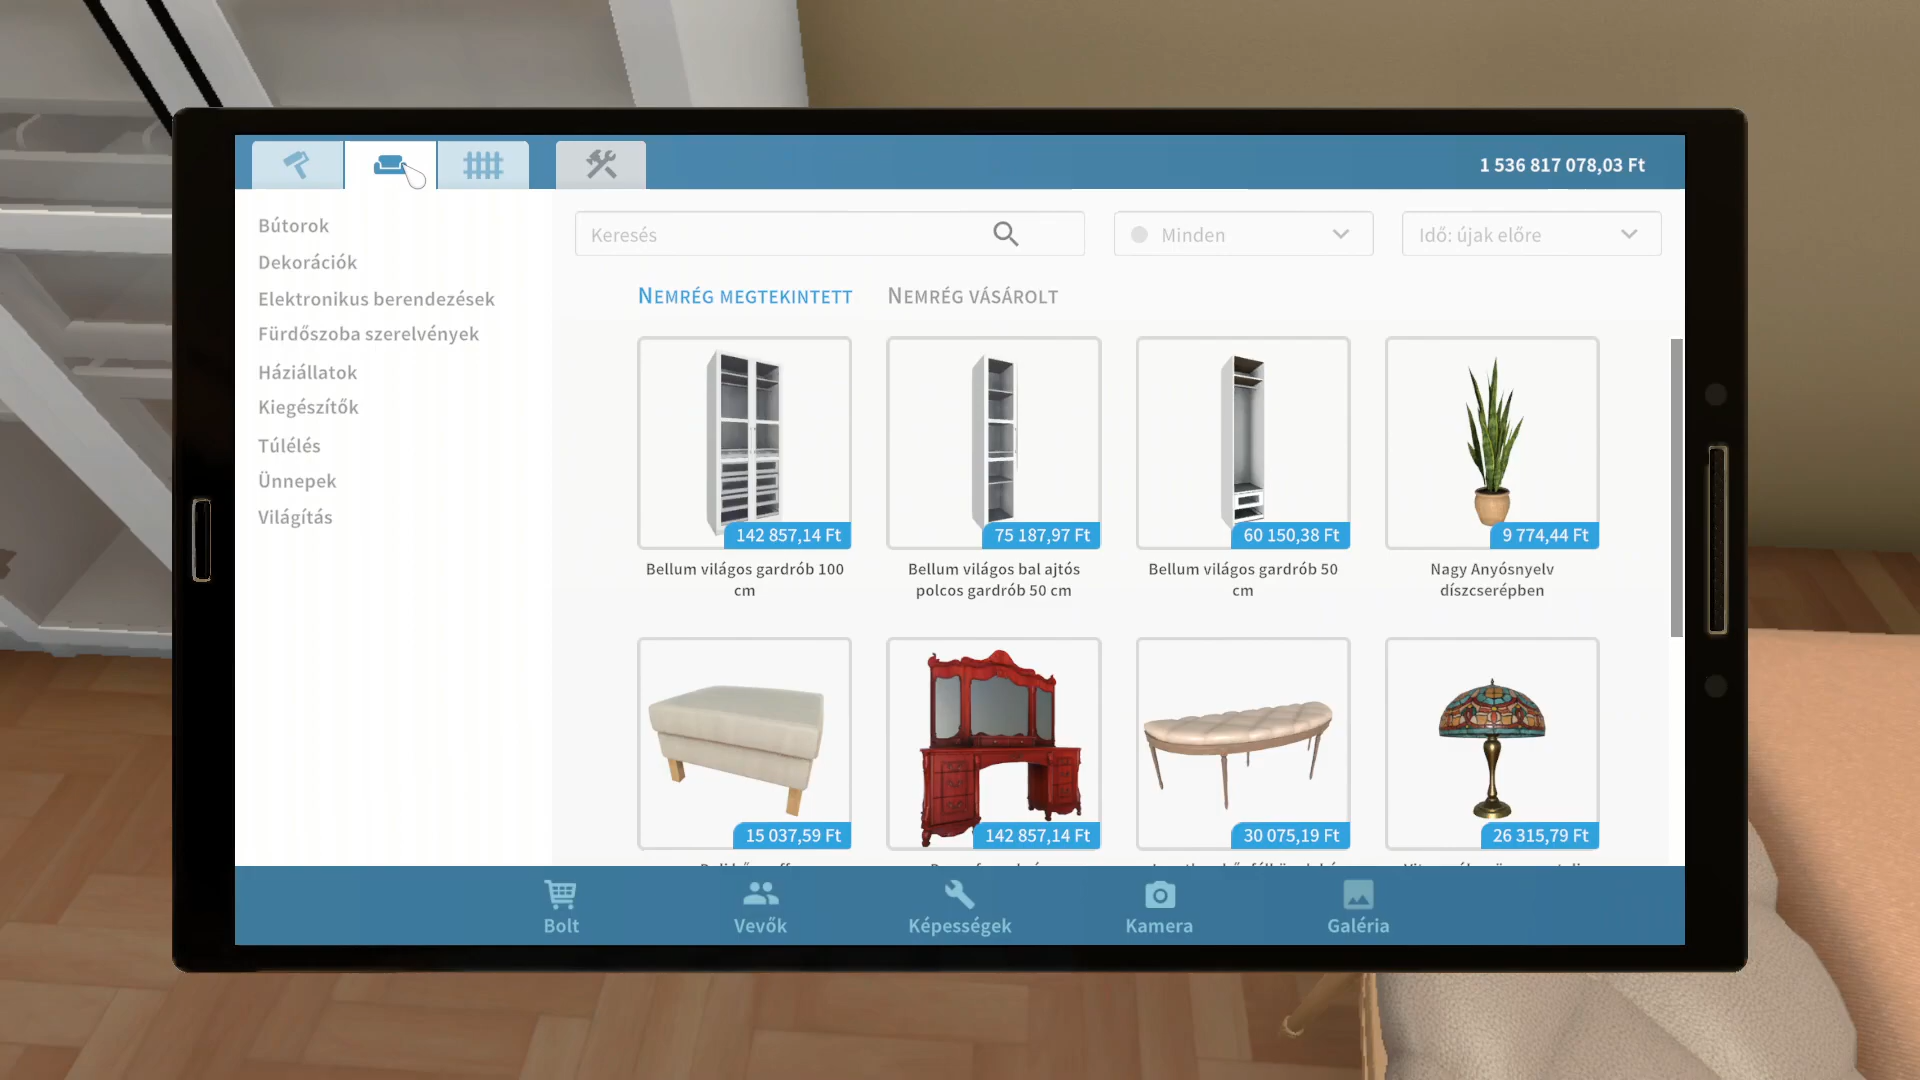 1 536 817 078,03 Ft
Bútorok
Dekorációk
Elektronikus berendezések
Fürdőszoba szerelvények
Háziállatok
Kiegészítők
Túlélés
Ünnepek
Világítás
Keresés
Minden
Idő: újak előre
NEMRÉG MEGTEKINTETT
NEMRÉG VÁSÁROLT
142 857,14 Ft
75 187,97 Ft
60 150,38 Ft
9 774,44 Ft
Bellum világos gardrób 100
cm
Bellum világos bal ajtós
polcos gardrób 50 cm
Bellum világos gardrób 50
cm
Nagy Anyósnyelv
díszcserépben
15 037,59 Ft
142 857,14 Ft
30 075,19 Ft
26 315,79 Ft
Bolt
Vevők
Képességek
Kamera
Galéria